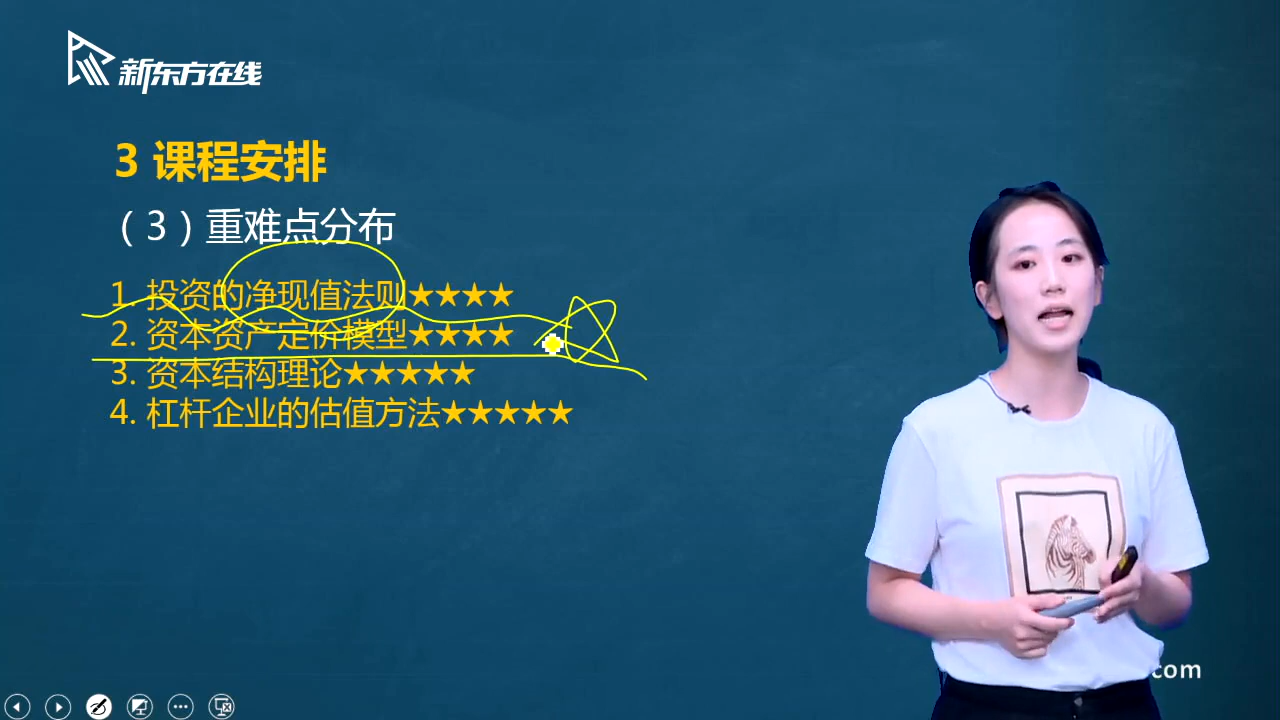 新东方在线
3 课程安排
（3）重难点分布
1. 投资的净现值法则★★★★
2. 资本资产定价模型★★★★
3. 资本结构理论★★★★★
4. 杠杆企业的估值方法★★★★★
com